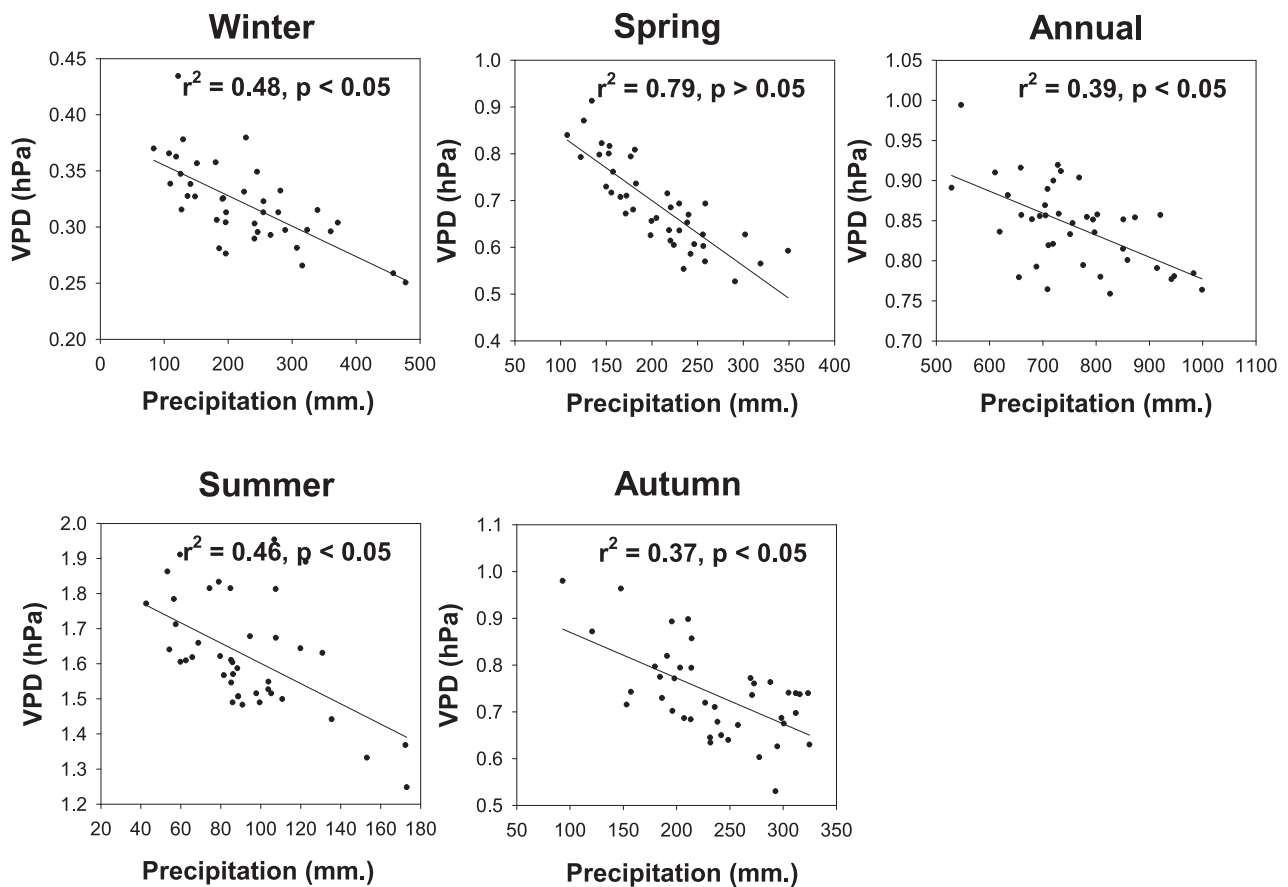 Winter
r² = 0.48, p < 0.05
VPD (hPa)
0.45
0.40
0.35
0.30
0.25
0.20
0 100 200 300 400 500
Precipitation (mm.)
Spring
r² = 0.79, p > 0.05
VPD (hPa)
1.0
0.9
0.8
0.7
0.6
0.5
0.4
50 100 150 200 250 300 350 400
Precipitation (mm.)
Annual
r² = 0.39, p < 0.05
VPD (hPa)
1.05
1.00
0.95
0.90
0.85
0.80
0.75
0.70
500 600 700 800 900 1000 1100
Precipitation (mm.)
Summer
r² = 0.46, p < 0.05
VPD (hPa)
2.0
1.9
1.8
1.7
1.6
1.5
1.4
1.3
1.2
20 40 60 80 100 120 140 160 180
Precipitation (mm.)
Autumn
r² = 0.37, p < 0.05
VPD (hPa)
1.1
1.0
0.9
0.8
0.7
0.6
0.5
50 100 150 200 250 300 350
Precipitation (mm.)